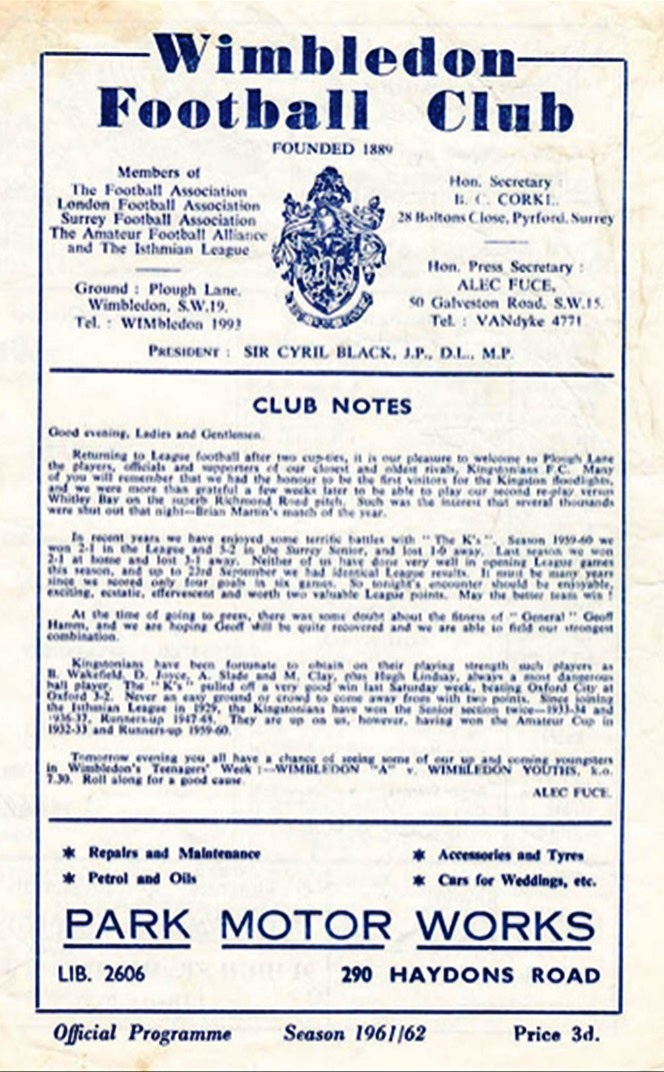 Wimbledon
Football Club
FOUNDED 1889
Members of
The Football Association
London Football Association
Surrey Football Association
The Amateur Football Alliance
and The Isthmian League
Ground : Plough Lane,
Wimbledon, S.W.19.
Tel. : WIMbledon 1993
Hon. Secretary :
B. C. CORKE,
28 Boltons Close, Pyrford, Surrey
Hon. Press Secretary :
ALEC FUCE,
50 Galveston Road, S.W.15.
Tel. : VANdyke 4771
PRESIDENT : SIR CYRIL BLACK, J.P., D.L., M.P.
CLUB NOTES
Good evening, Ladies and Gentlemen.
Returning to League football after two cup-ties, it is our pleasure to welcome to Plough Lane
the players, officials and supporters of our closest and oldest rivals, Kingstonians F.C. Many
of you will remember that we had the honour to be the first visitors for the Kingston floodlights,
and we were more than grateful a few weeks later to be able to play our second re-play versus
Whitley Bay on the superb Richmond Road pitch. Such was the interest that several thousands
were shut out that night—Brian Martin's match of the year.
In recent years we have enjoyed some terrific battles with "The K's". Season 1959-60 we
won 2-1 in the League and 5-2 in the Surrey Senior, and lost 1-0 away. Last season we won
2-1 at home and lost 3-1 away. Neither of us have done very well in opening League games
this season, and up to 23rd September we had identical League results. It must be many years
since we scored only four goals in six games. So tonight's encounter should be enjoyable,
exciting, ecstatic, effervescent and worth two valuable League points. May the better team win !
At the time of going to press, there was some doubt about the fitness of "General" Geoff
Hamm, and we are hoping Geoff will be quite recovered and we are able to field our strongest
combination.
Kingstonians have been fortunate to obtain on their playing strength such players as
B. Wakefield, D. Joyce, A. Slade and M. Clay, plus Hugh Lindsay, always a most dangerous
ball player. The "K's" pulled off a very good win last Saturday week, beating Oxford City at
Oxford 3-2. Never an easy ground or crowd to come away from with two points. Since joining
the Isthmian League in 1929, the Kingstonians have won the Senior section twice—1933-34 and
1936-37, Runners-up 1947-48. They are up on us, however, having won the Amateur Cup in
1932-33 and Runners-up 1959-60.
Tomorrow evening you all have a chance of seeing some of our up and coming youngsters
in Wimbledon's Teenagers' Week :—WIMBLEDON "A" v. WIMBLEDON YOUTHS, k.o.
7.30. Roll along for a good cause.
ALEC FUCE.
* Repairs and Maintenance
* Petrol and Oils
* Accessories and Tyres
* Cars for Weddings, etc.
PARK MOTOR WORKS
LIB. 2606 290 HAYDONS ROAD
Official Programme Season 1961/62 Price 3d.